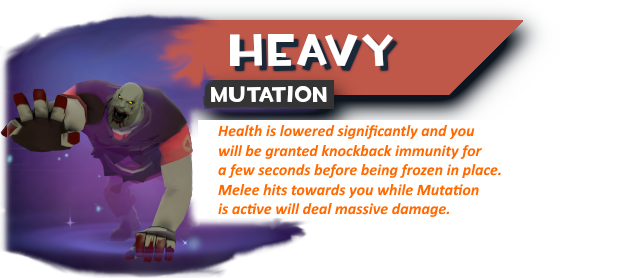 HEAVY
MUTATION
Health is lowered significantly and you
will be granted knockback immunity for
a few seconds before being frozen in place.
Melee hits towards you while Mutation
is active will deal massive damage.